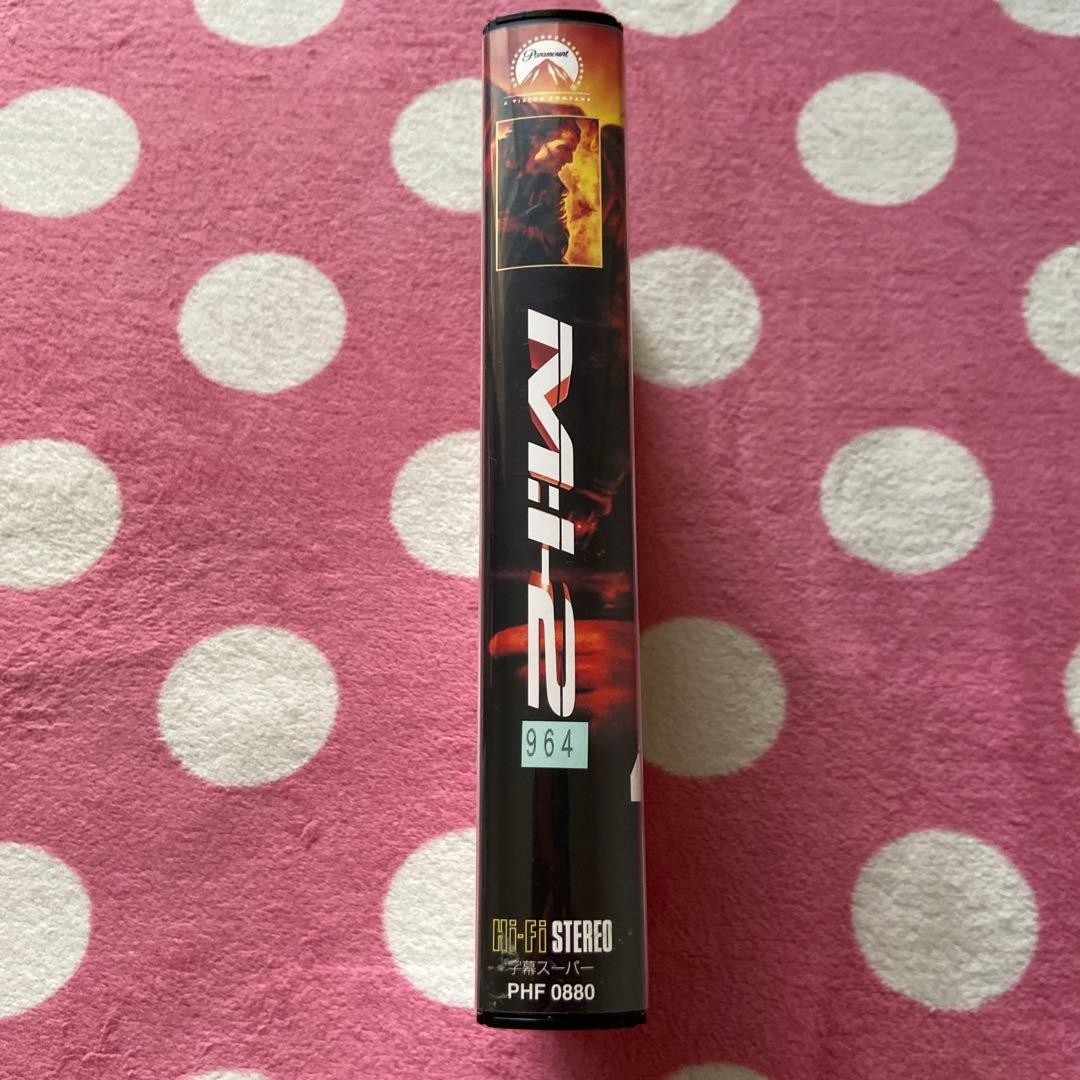 Paramount
A VIACOM COMPANY
M:I-2
964
Hi-Fi STEREO
字幕スーパー
PHF 0880